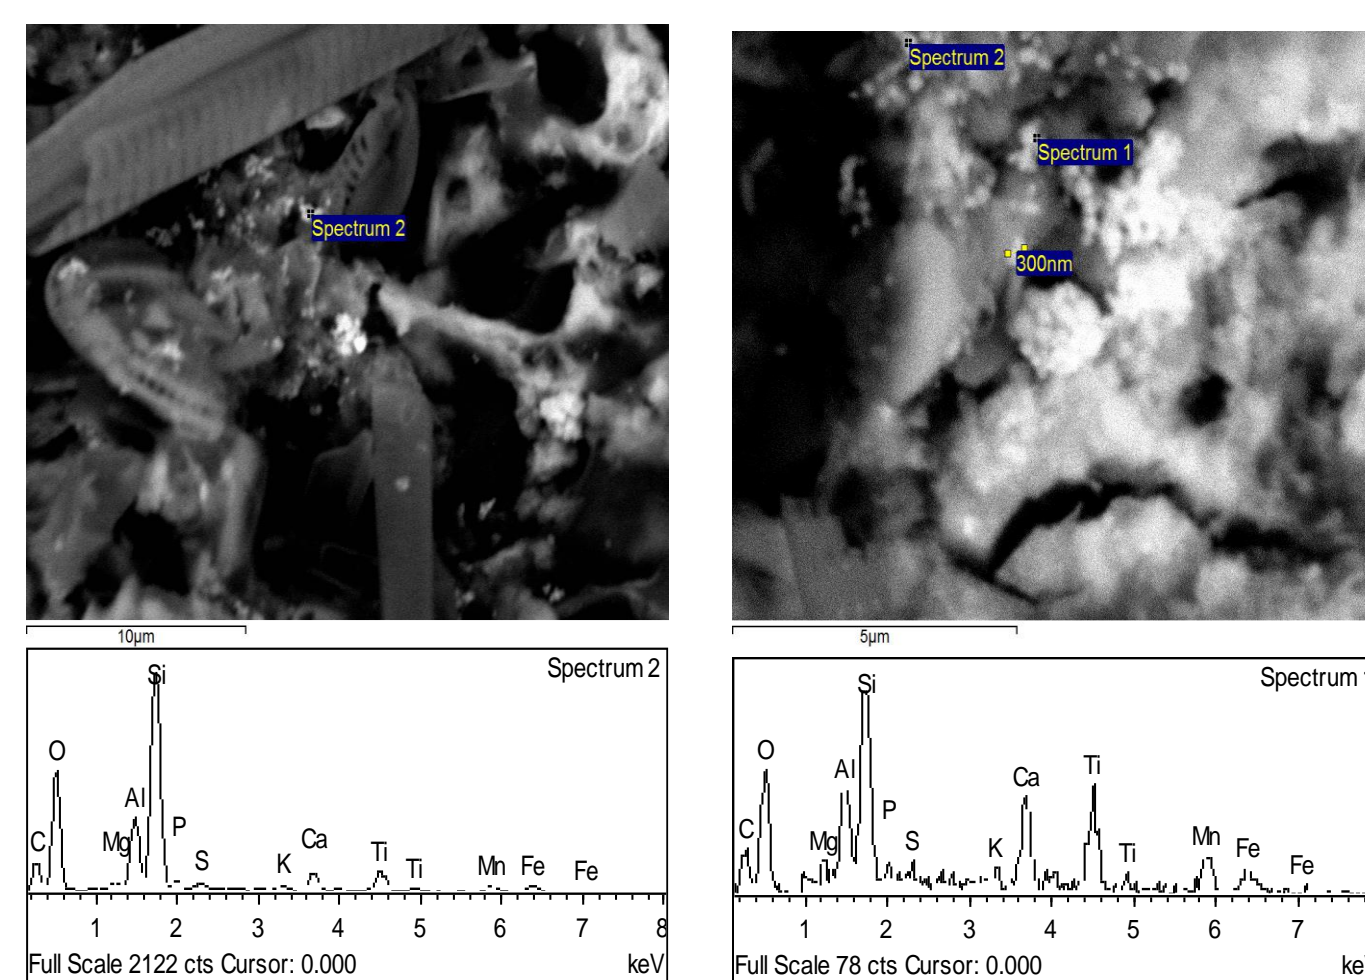 Spectrum 2
10µm
Spectrum 2
Si
O
Al
C
Mg
P
S
K
Ca
Ti
Ti
Mn
Fe
Fe
1 2 3 4 5 6 7 8
Full Scale 2122 cts Cursor: 0.000 keV
Spectrum 2
Spectrum 1
300nm
5µm
Spectrum
Si
O
Al
C
Mg
P
S
K
Ca
Ti
Ti
Mn
Fe
Fe
1 2 3 4 5 6 7
Full Scale 78 cts Cursor: 0.000 ke